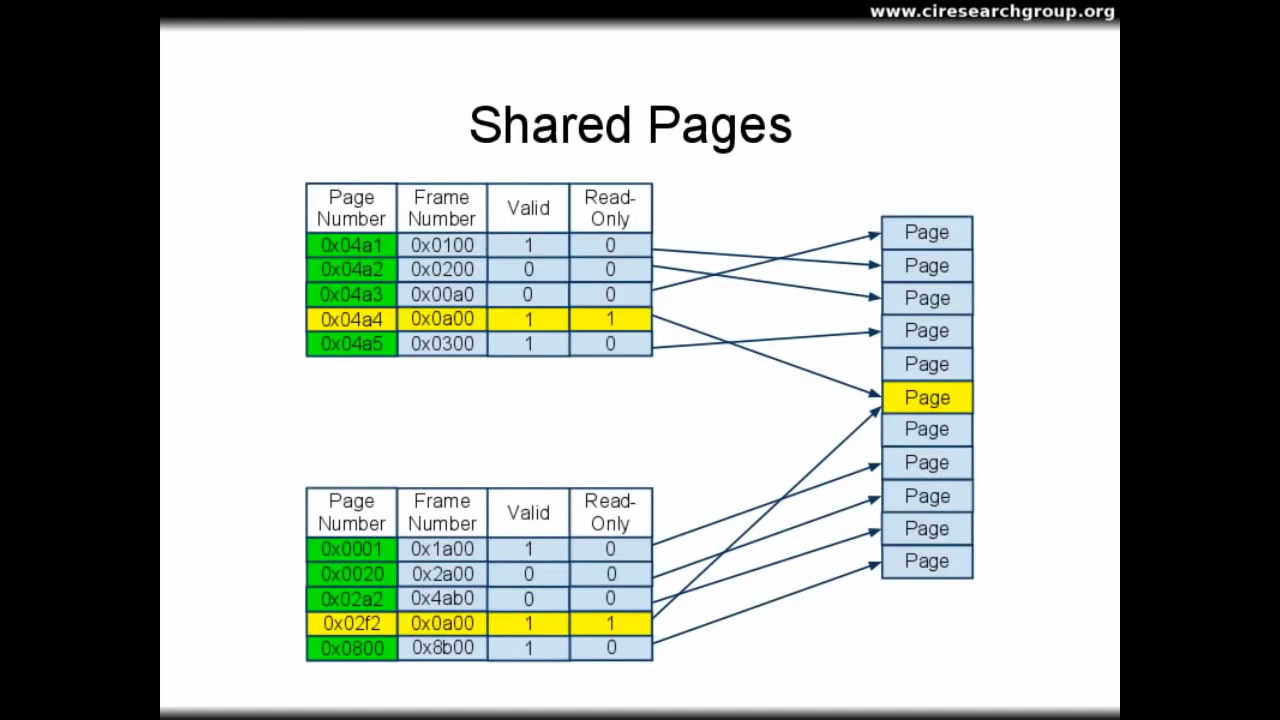 www.ciresearchgroup.org
Shared Pages
Page Number Frame Number Valid Read-Only
0x04a1 0x0100 1 0
0x04a2 0x0200 0 0
0x04a3 0x00a0 0 0
0x04a4 0x0a00 1 1
0x04a5 0x0300 1 0
Page
Page
Page
Page
Page
Page
Page
Page
Page
Page
Page
Page Number Frame Number Valid Read-Only
0x0001 0x1a00 1 0
0x0020 0x2a00 0 0
0x02a2 0x4ab0 0 0
0x02f2 0x0a00 1 1
0x0800 0x8b00 1 0